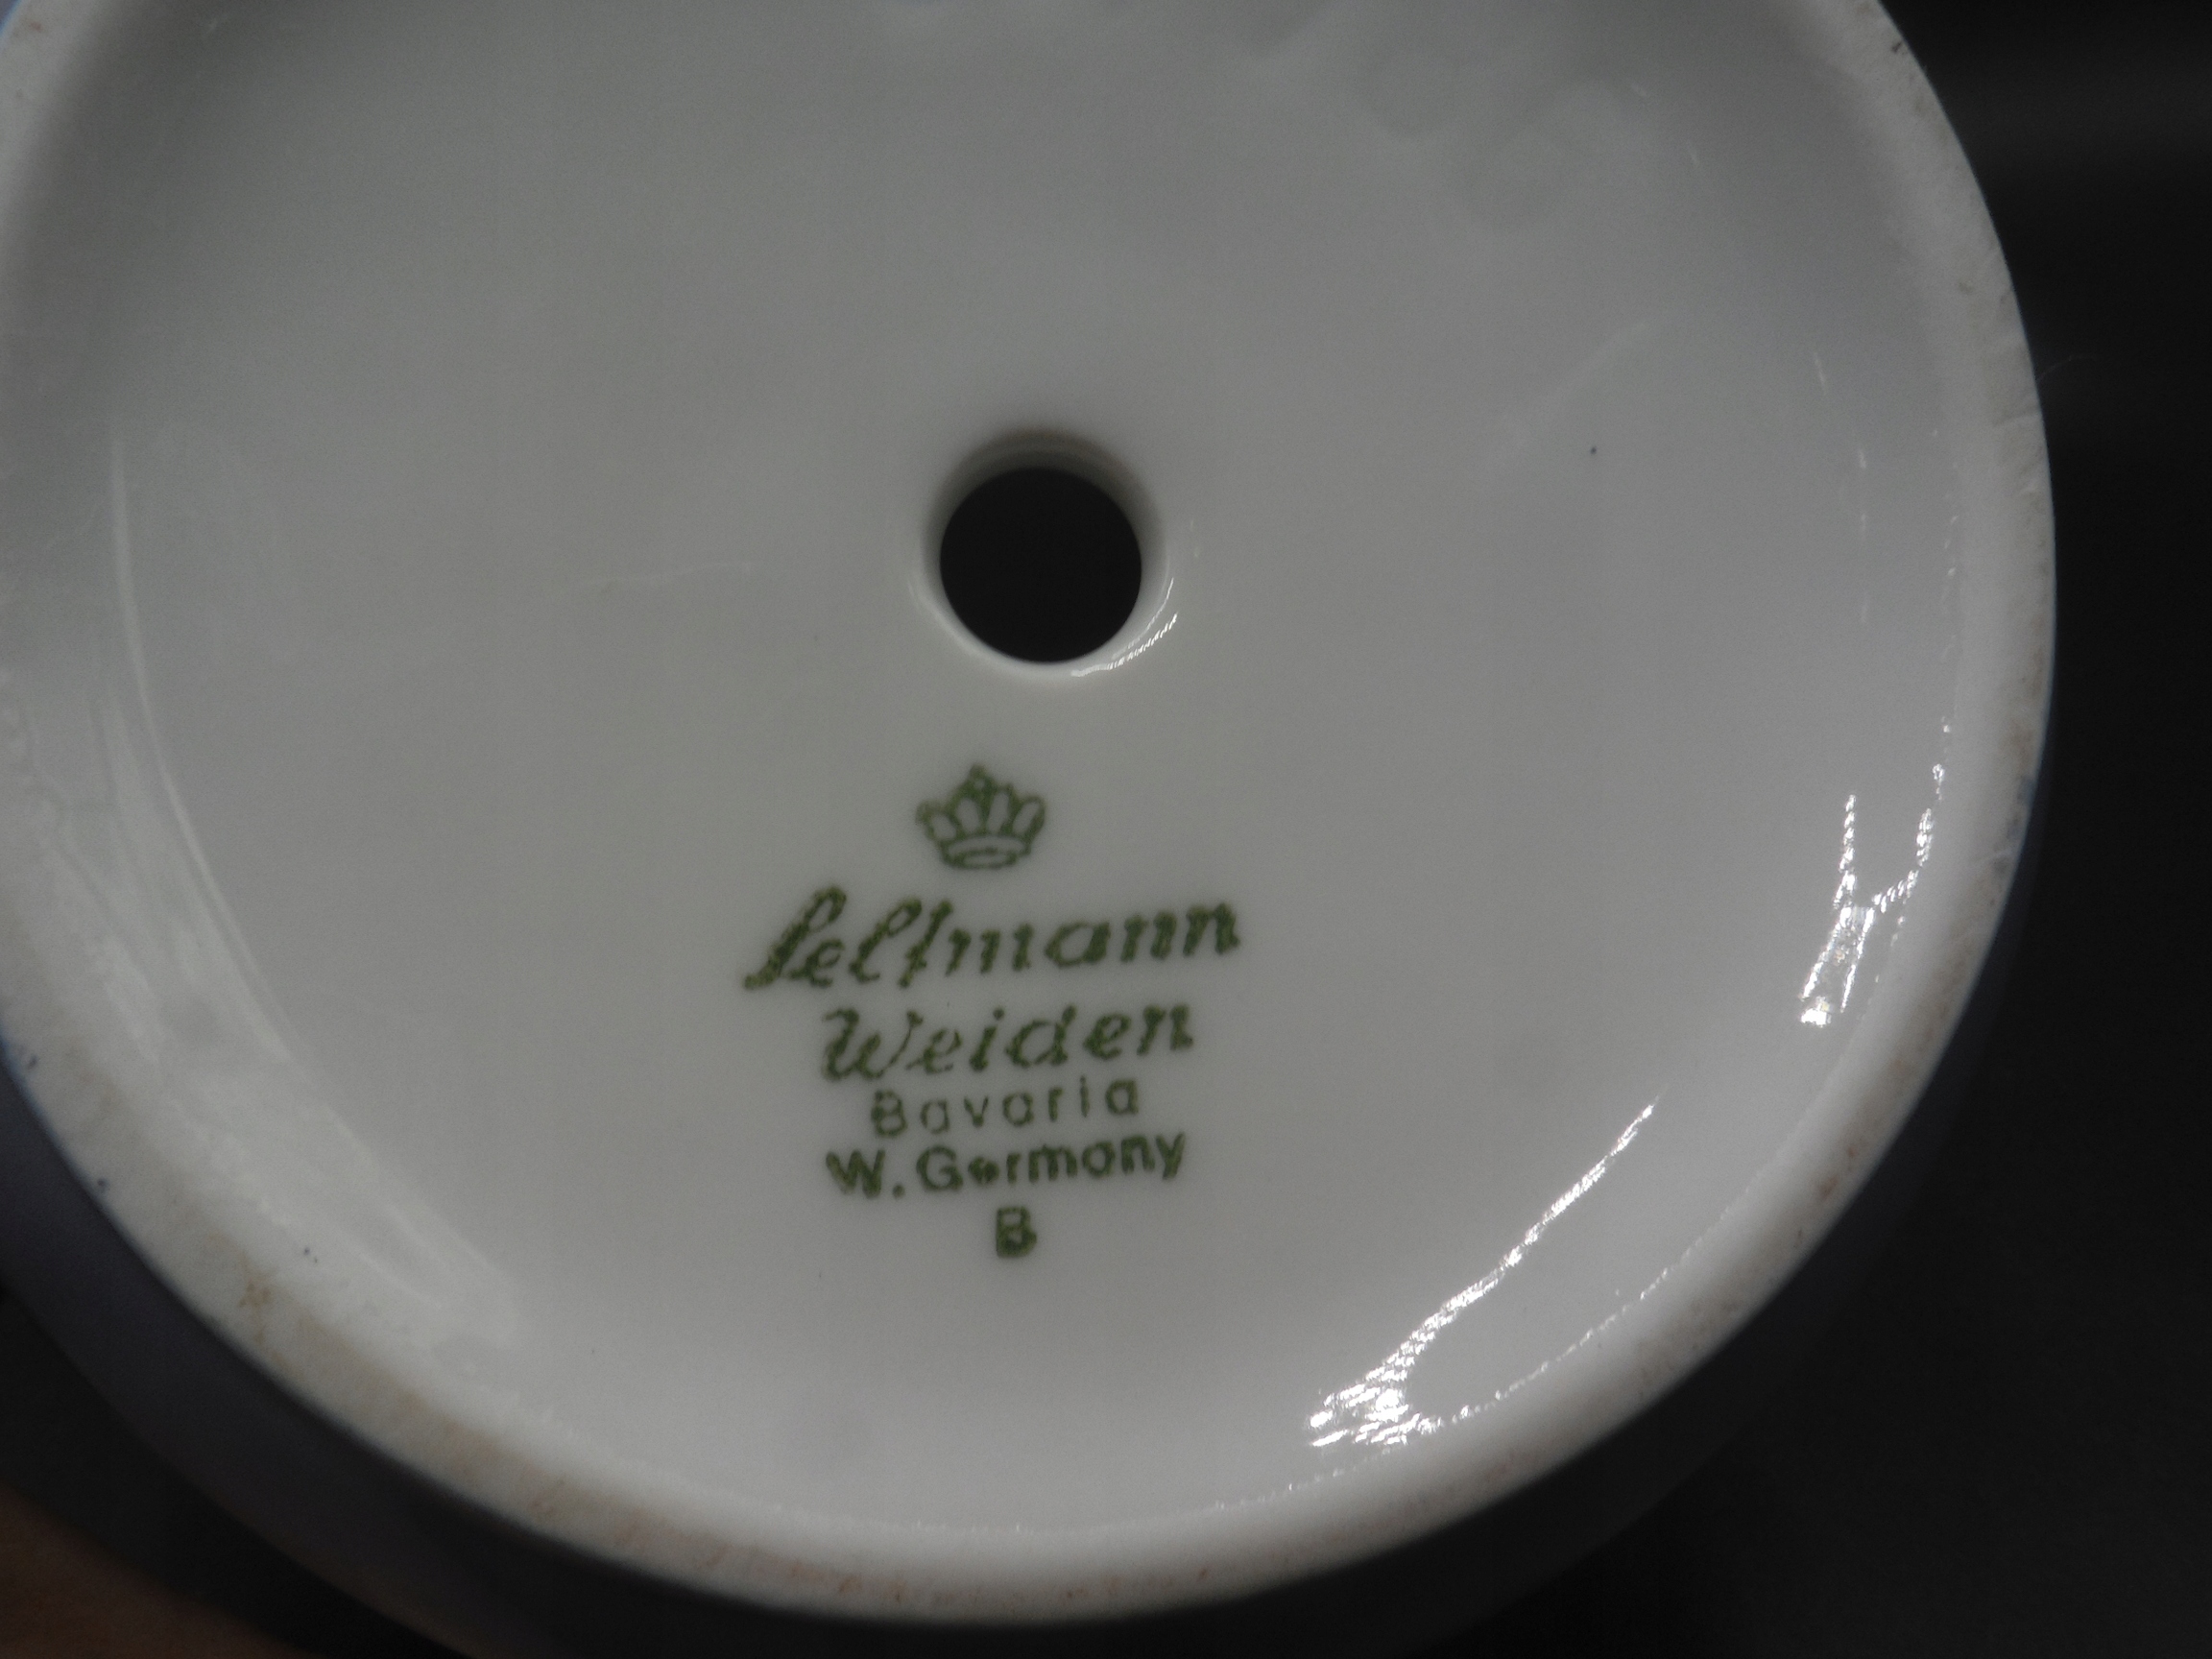 Seltmann
Weiden
Bavaria
W. Germany
B